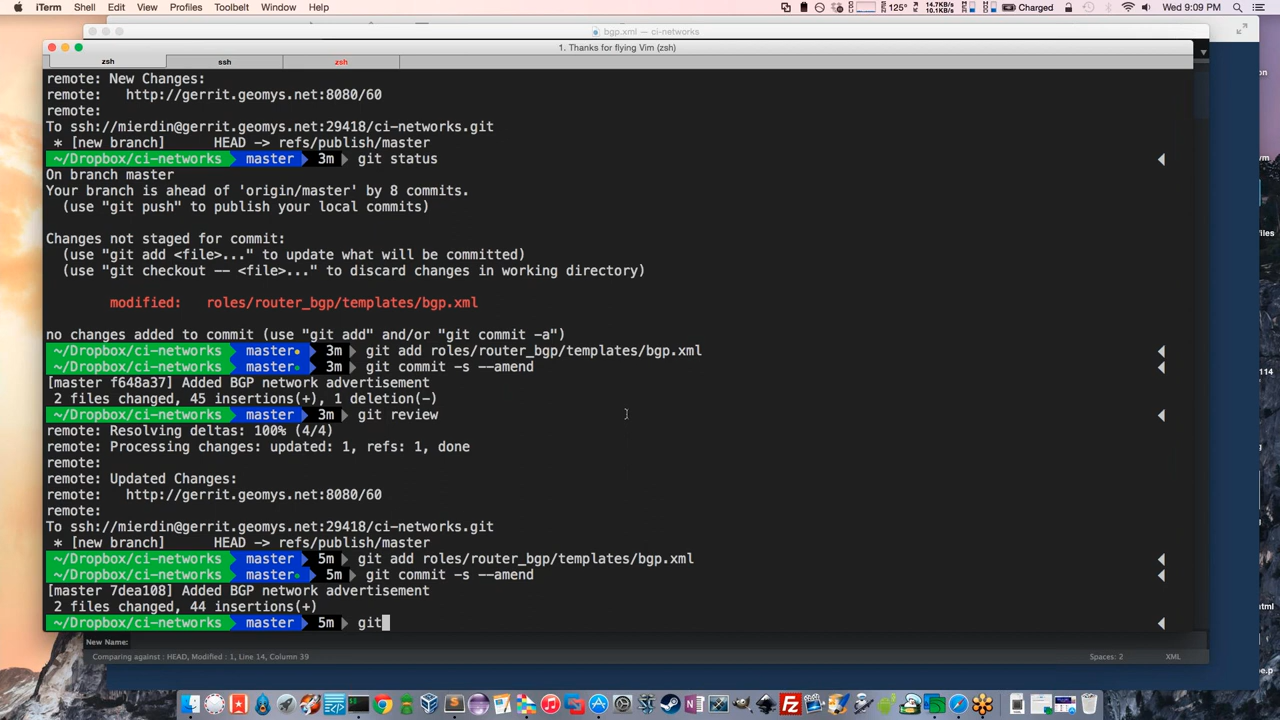 iTerm Shell Edit View Profiles Toolbelt Window Help
125° 14.7KB/s 10.1KB/s Charged Wed 9:09 PM
bgp.xml — ci-networks
1. Thanks for flying Vim (zsh)
zsh ssh zsh
remote: New Changes:
remote:   http://gerrit.geomys.net:8080/60
remote:
To ssh://mierdin@gerrit.geomys.net:29418/ci-networks.git
 * [new branch]      HEAD -> refs/publish/master
~/Dropbox/ci-networks master 3m git status
On branch master
Your branch is ahead of 'origin/master' by 8 commits.
  (use "git push" to publish your local commits)
Changes not staged for commit:
  (use "git add <file>..." to update what will be committed)
  (use "git checkout -- <file>..." to discard changes in working directory)
        modified:   roles/router_bgp/templates/bgp.xml
no changes added to commit (use "git add" and/or "git commit -a")
~/Dropbox/ci-networks master 3m git add roles/router_bgp/templates/bgp.xml
~/Dropbox/ci-networks master 3m git commit -s --amend
[master f648a37] Added BGP network advertisement
 2 files changed, 45 insertions(+), 1 deletion(-)
~/Dropbox/ci-networks master 3m git review
remote: Resolving deltas: 100% (4/4)
remote: Processing changes: updated: 1, refs: 1, done
remote:
remote: Updated Changes:
remote:   http://gerrit.geomys.net:8080/60
remote:
To ssh://mierdin@gerrit.geomys.net:29418/ci-networks.git
 * [new branch]      HEAD -> refs/publish/master
~/Dropbox/ci-networks master 5m git add roles/router_bgp/templates/bgp.xml
~/Dropbox/ci-networks master 5m git commit -s --amend
[master 7dea108] Added BGP network advertisement
 2 files changed, 44 insertions(+)
~/Dropbox/ci-networks master 5m git
New Name:
Comparing against : HEAD, Modified : 1, Line 14, Column 39 Spaces: 2 XML